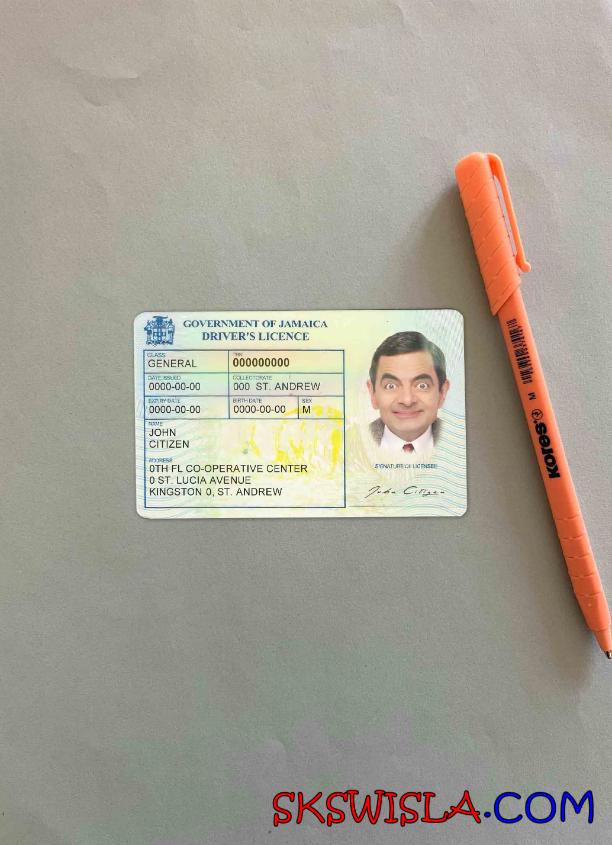 GOVERNMENT OF JAMAICA
DRIVER'S LICENCE
CLASS
GENERAL
TRN
000000000
DATE ISSUED
0000-00-00
COLLECTORATE
000 ST. ANDREW
EXPIRY DATE
0000-00-00
BIRTH DATE
0000-00-00
SEX
M
NAME
JOHN
CITIZEN
ADDRESS
0TH FL CO-OPERATIVE CENTER
0 ST. LUCIA AVENUE
KINGSTON 0, ST. ANDREW
SIGNATURE OF LICENSEE
John Citizen
kores
M
SKSWISLA.COM